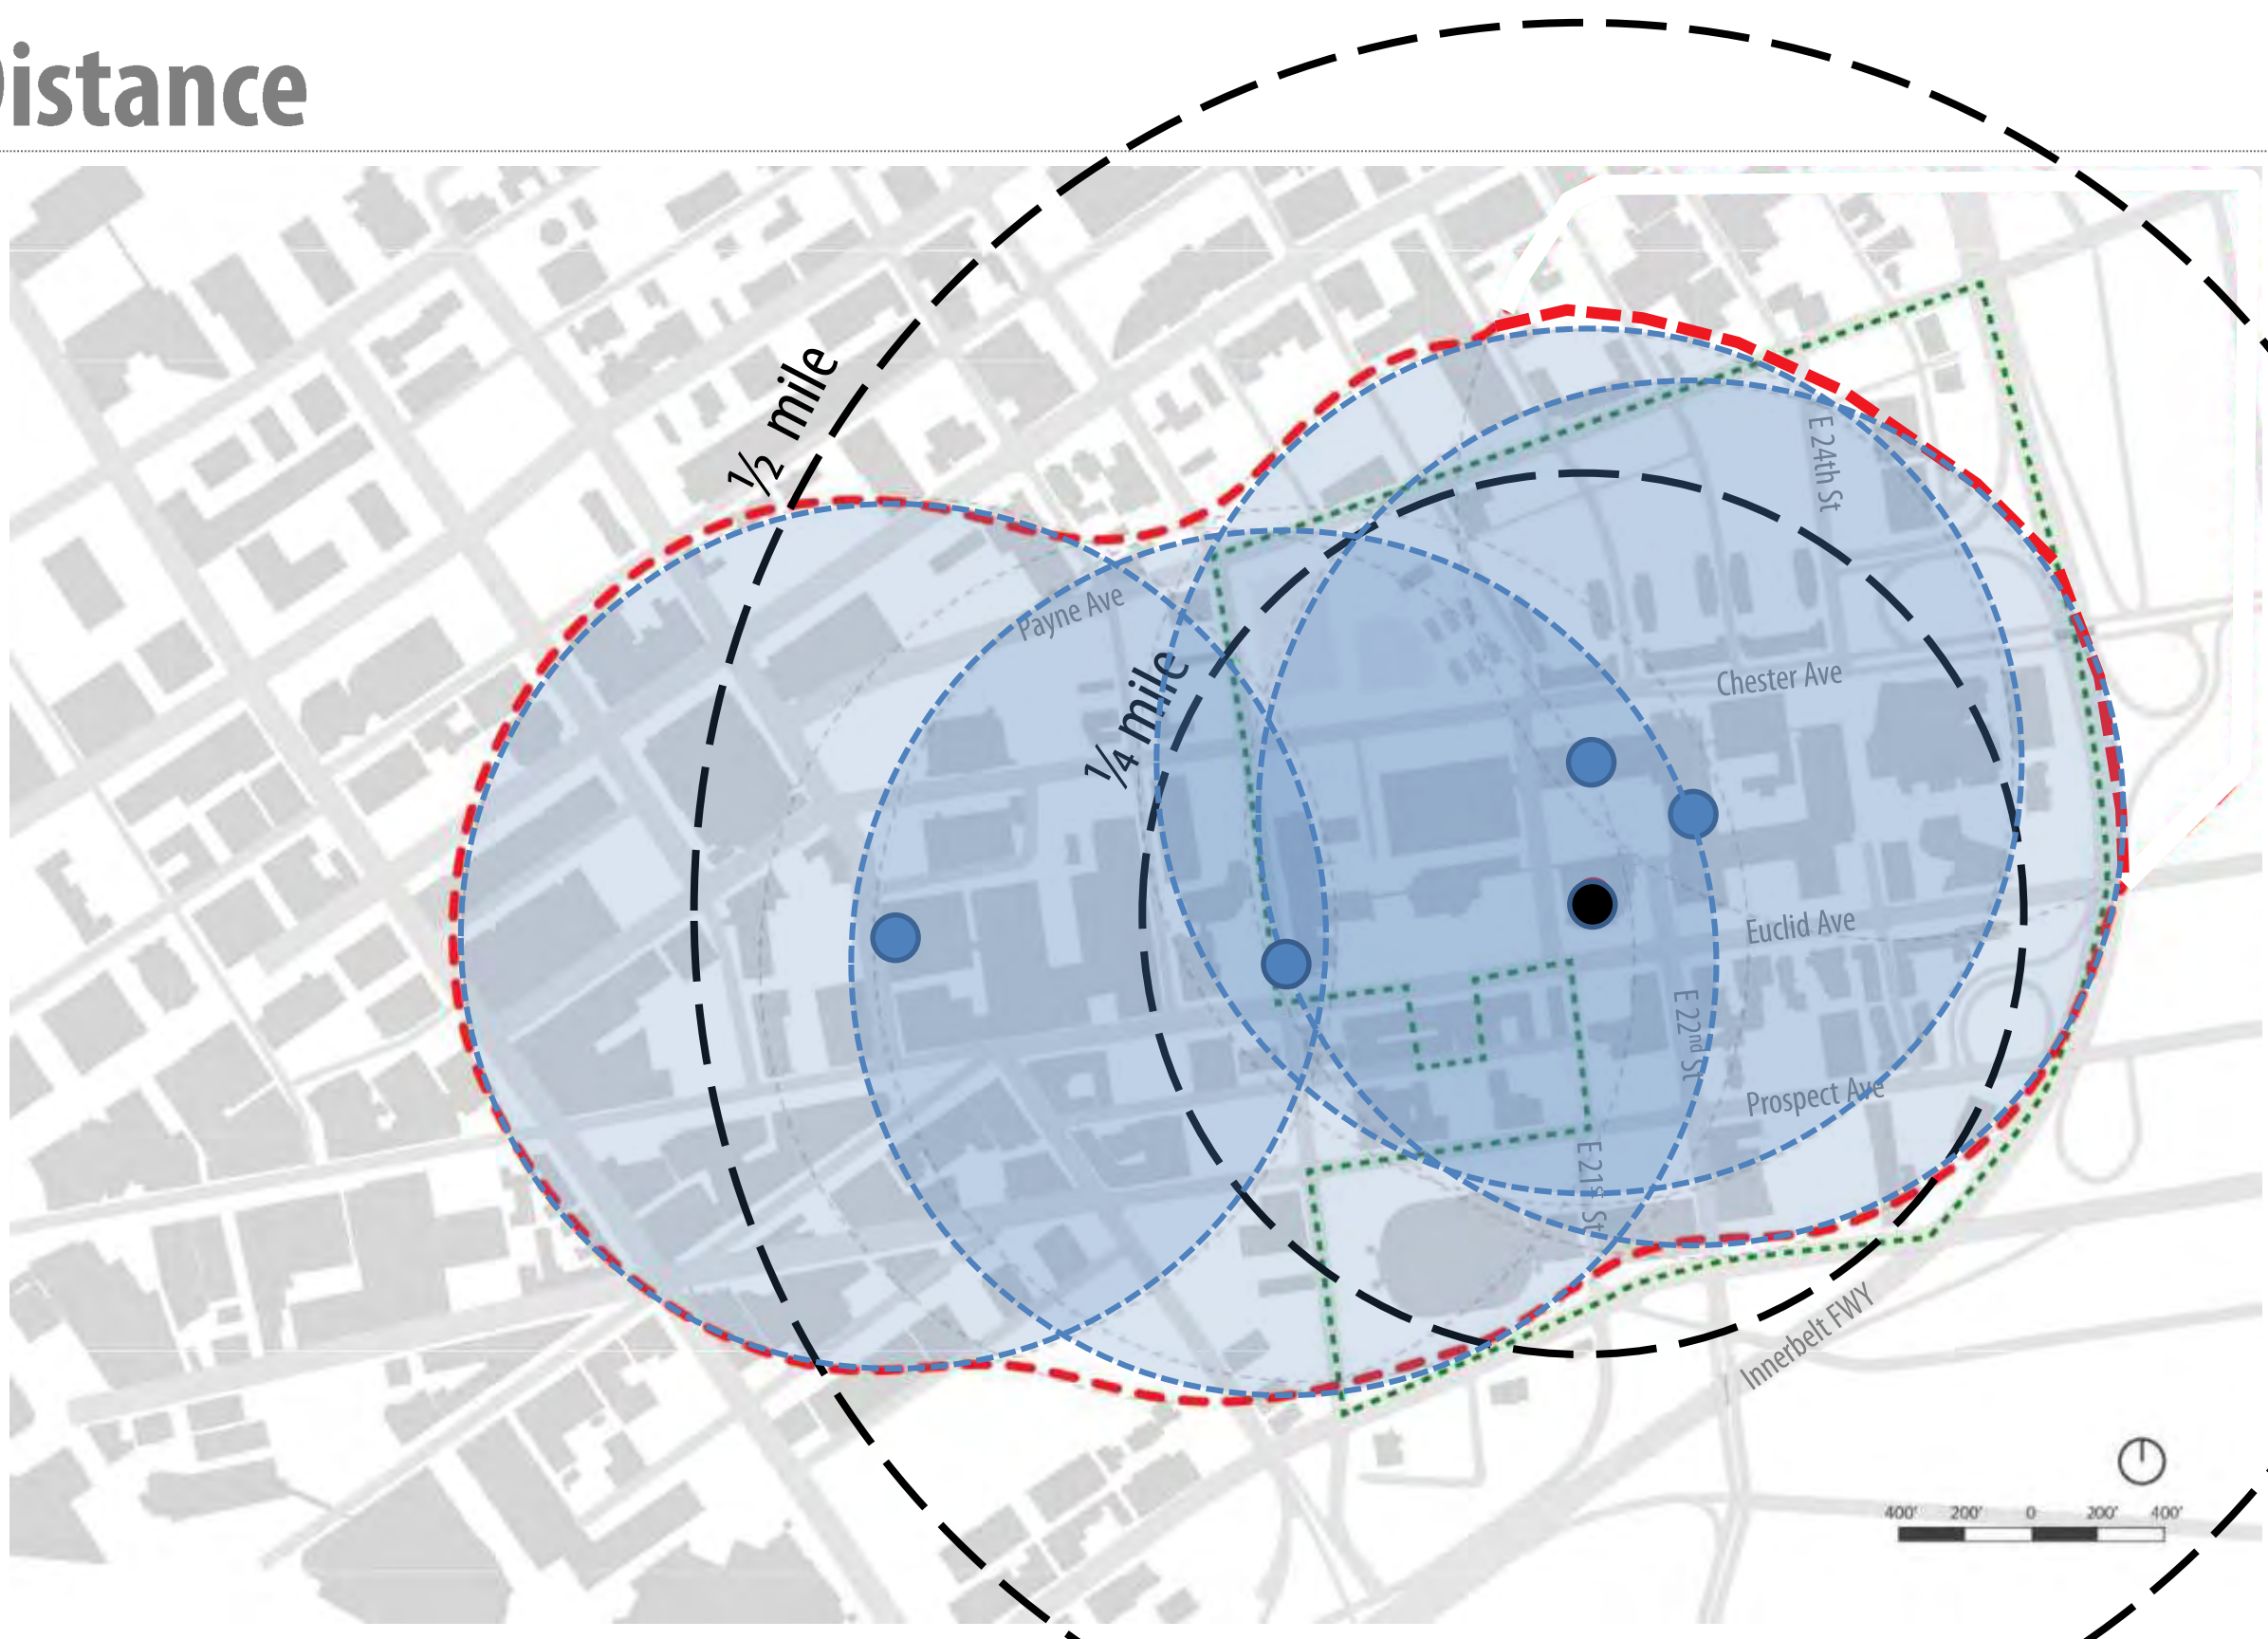 Distance
½ mile
E 24th St
Payne Ave
¼ mile
Chester Ave
Euclid Ave
E 22nd St
Prospect Ave
E 21st St
Innerbelt FWY
400' 200' 0 200' 400'